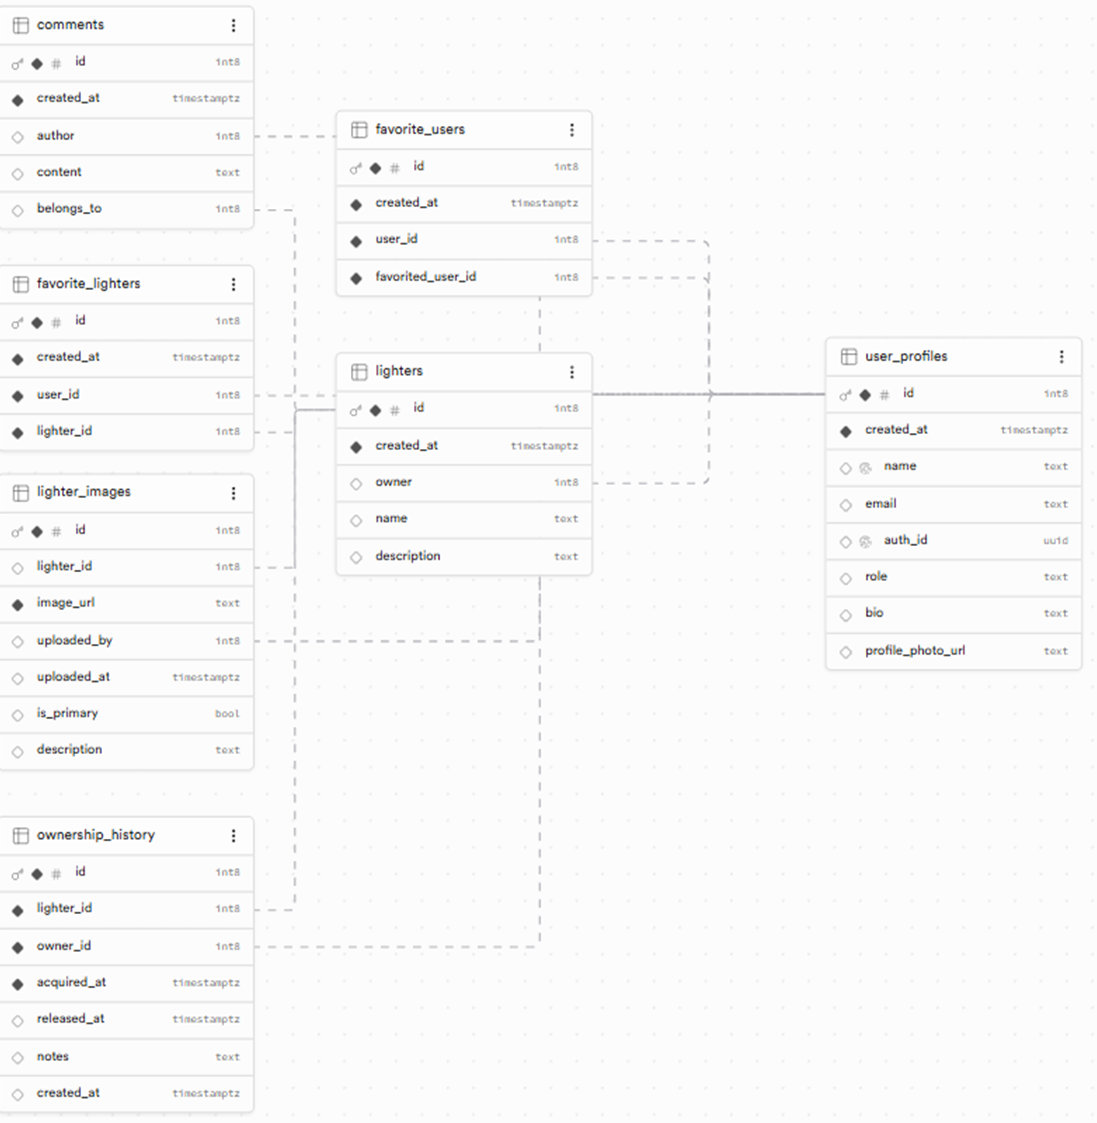 comments
# id int8
created_at timestamptz
author int8
content text
belongs_to int8
favorite_lighters
# id int8
created_at timestamptz
user_id int8
lighter_id int8
lighter_images
# id int8
lighter_id int8
image_url text
uploaded_by int8
uploaded_at timestamptz
is_primary bool
description text
ownership_history
# id int8
lighter_id int8
owner_id int8
acquired_at timestamptz
released_at timestamptz
notes text
created_at timestamptz
favorite_users
# id int8
created_at timestamptz
user_id int8
favorited_user_id int8
lighters
# id int8
created_at timestamptz
owner int8
name text
description text
user_profiles
# id int8
created_at timestamptz
name text
email text
auth_id uuid
role text
bio text
profile_photo_url text